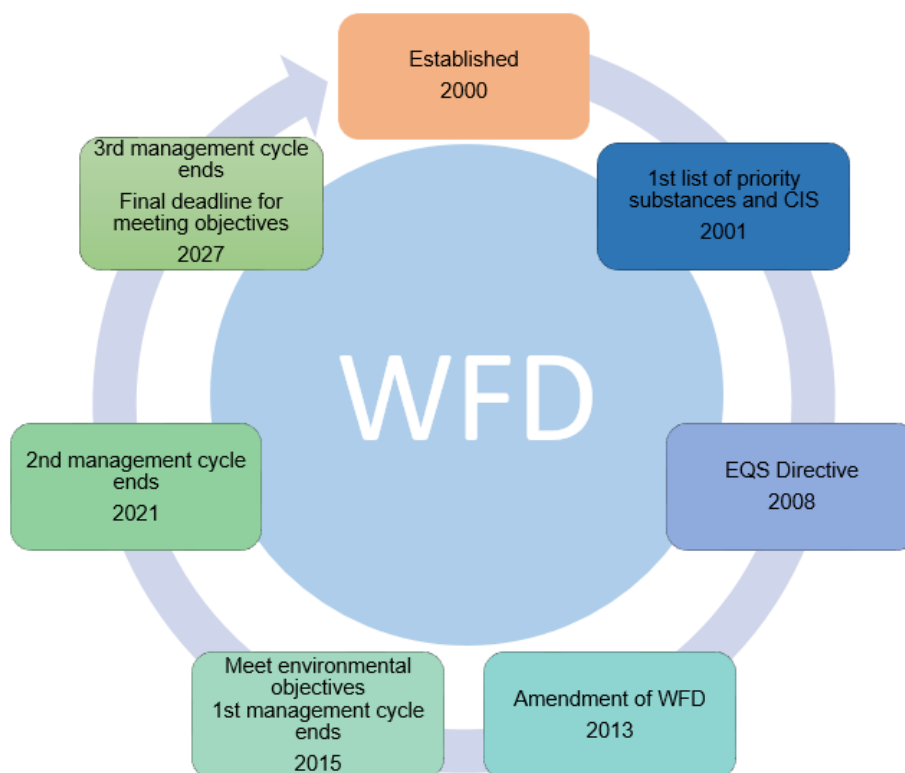 Established
2000
1st list of priority
substances and CIS
2001
EQS Directive
2008
Amendment of WFD
2013
Meet environmental
objectives
1st management cycle
ends
2015
2nd management cycle
ends
2021
3rd management cycle
ends
Final deadline for
meeting objectives
2027
WFD